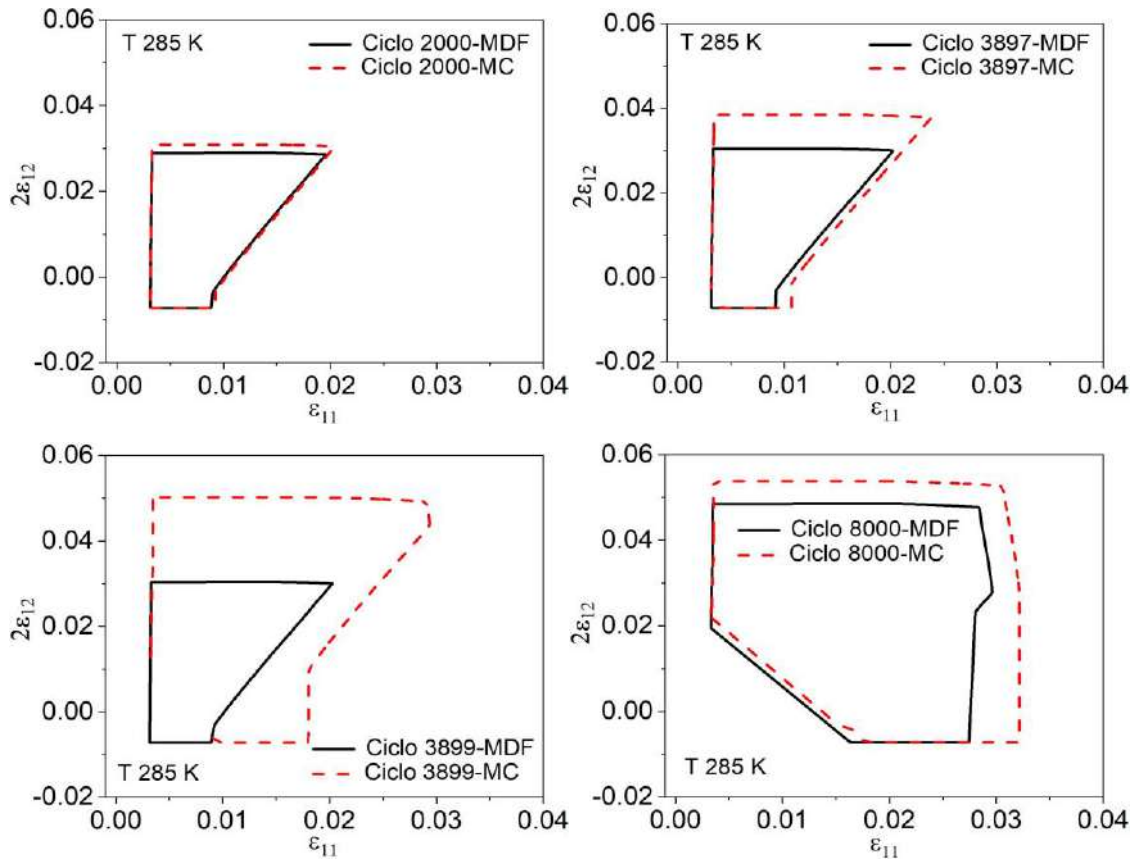 0.06
T 285 K
Ciclo 2000-MDF
Ciclo 2000-MC
0.04
2ε12
0.02
0.00
-0.02
0.00 0.01 0.02 0.03 0.04
ε11
0.06
T 285 K
Ciclo 3897-MDF
Ciclo 3897-MC
0.04
2ε12
0.02
0.00
-0.02
0.00 0.01 0.02 0.03 0.04
ε11
0.06
0.04
2ε12
0.02
0.00
Ciclo 3899-MDF
Ciclo 3899-MC
T 285 K
-0.02
0.00 0.01 0.02 0.03 0.04
ε11
0.06
Ciclo 8000-MDF
Ciclo 8000-MC
0.04
2ε12
0.02
0.00
T 285 K
-0.02
0.00 0.01 0.02 0.03 0.04
ε11